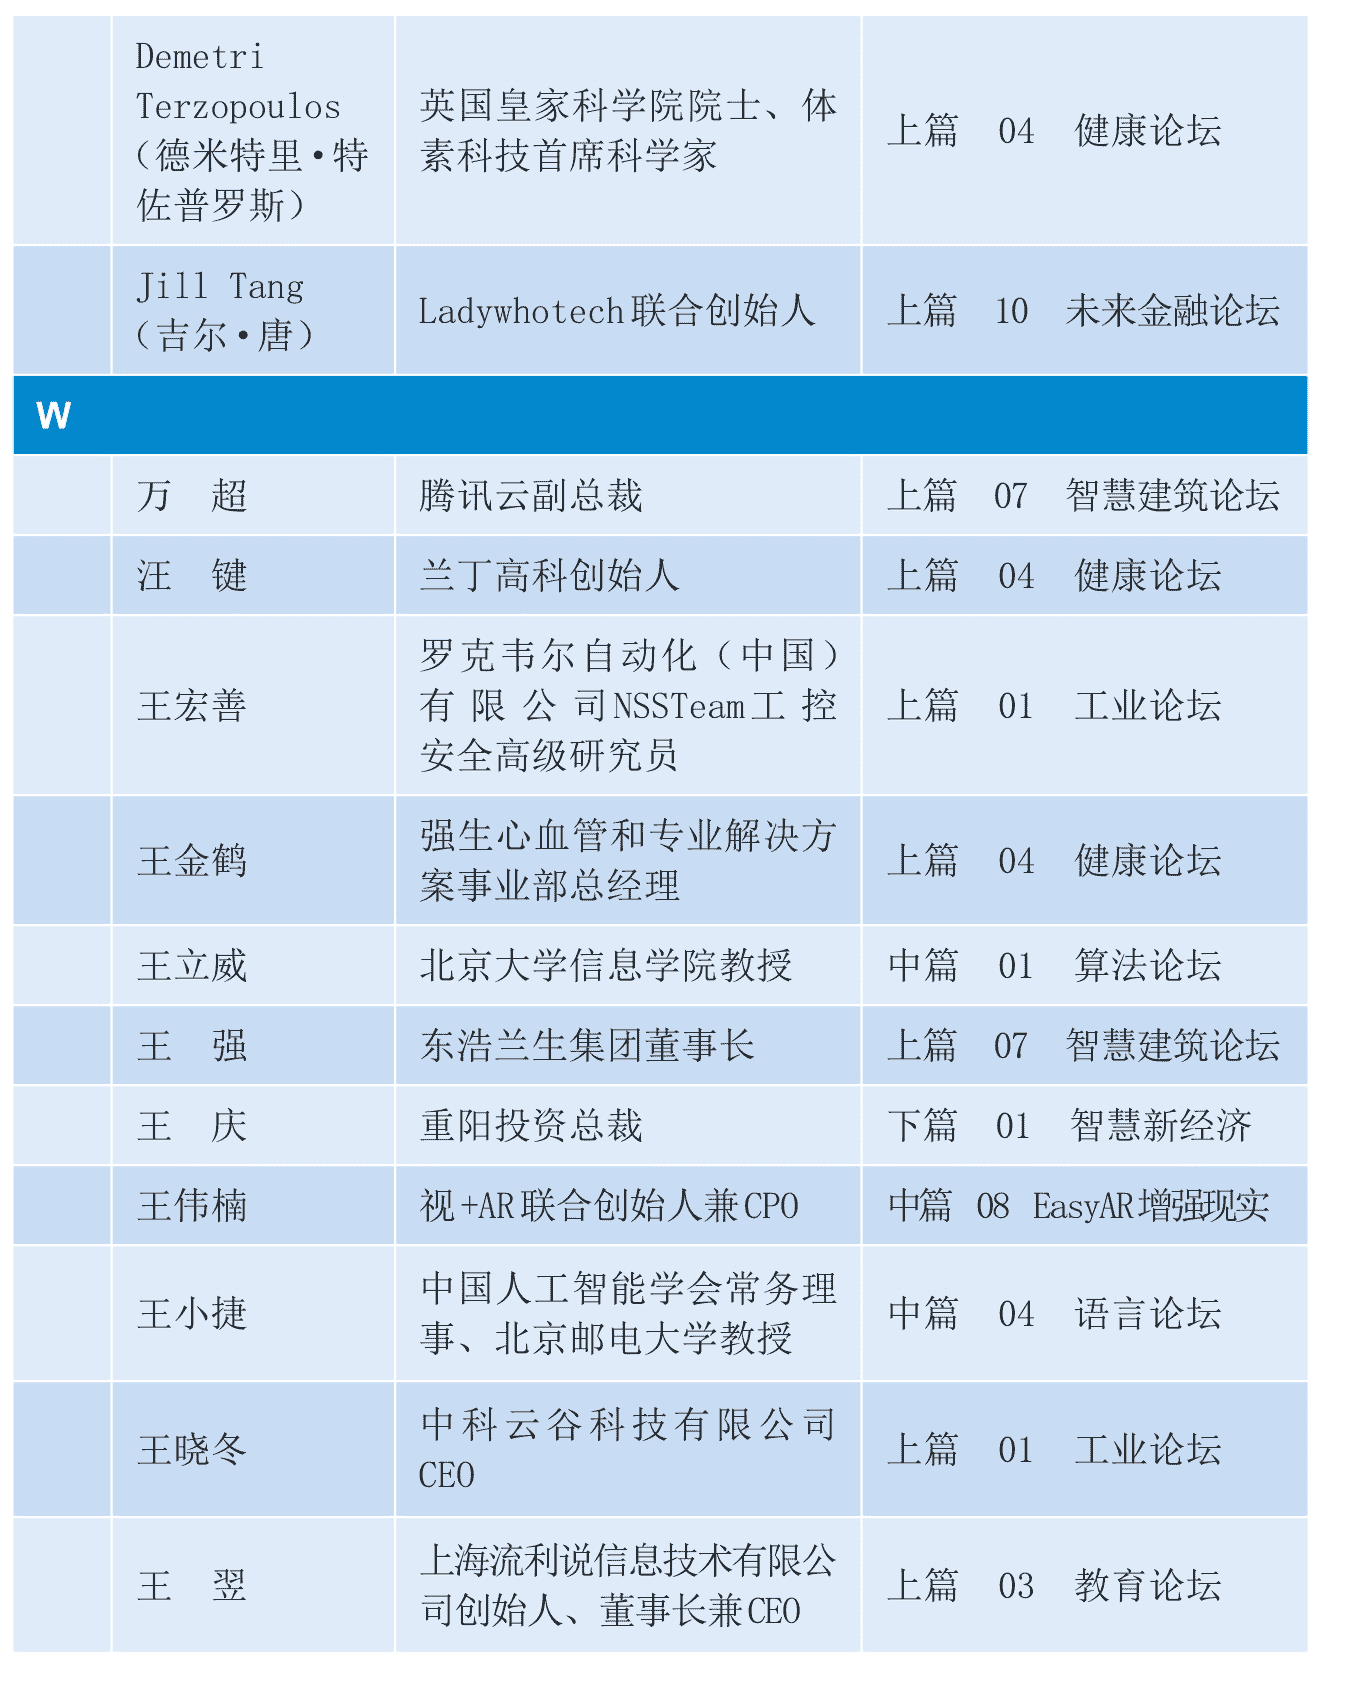 Demetri
Terzopoulos
（德米特里·特
佐普罗斯）
英国皇家科学院院士、体
素科技首席科学家
上篇 04 健康论坛
Jill Tang
（吉尔·唐）
Ladywhotech联合创始人
上篇 10 未来金融论坛
W
万 超
腾讯云副总裁
上篇 07 智慧建筑论坛
汪 键
兰丁高科创始人
上篇 04 健康论坛
王宏善
罗克韦尔自动化（中国）
有限公司NSSTeam工控
安全高级研究员
上篇 01 工业论坛
王金鹤
强生心血管和专业解决方
案事业部总经理
上篇 04 健康论坛
王立威
北京大学信息学院教授
中篇 01 算法论坛
王 强
东浩兰生集团董事长
上篇 07 智慧建筑论坛
王 庆
重阳投资总裁
下篇 01 智慧新经济
王伟楠
视+AR联合创始人兼CPO
中篇 08 EasyAR增强现实
王小捷
中国人工智能学会常务理
事、北京邮电大学教授
中篇 04 语言论坛
王晓冬
中科云谷科技有限公司
CEO
上篇 01 工业论坛
王 翌
上海流利说信息技术有限公
司创始人、董事长兼CEO
上篇 03 教育论坛